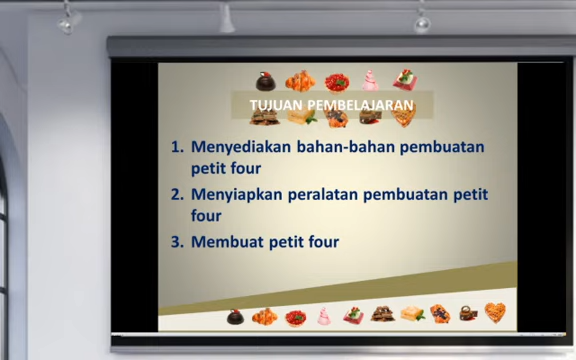 TUJUAN PEMBELAJARAN
1. Menyediakan bahan-bahan pembuatan
petit four
2. Menyiapkan peralatan pembuatan petit
four
3. Membuat petit four